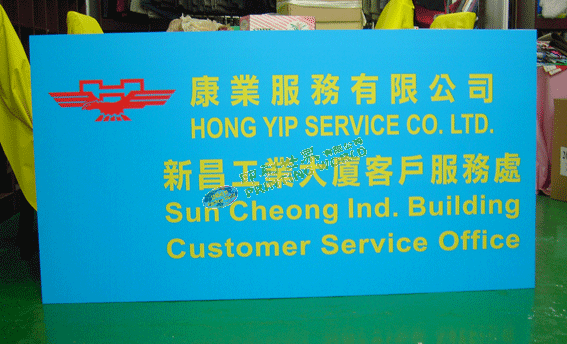 康業服務有限公司
HONG YIP SERVICE CO. LTD.
新昌工業大廈客戶服務處
Sun Cheong Ind. Building
Customer Service Office